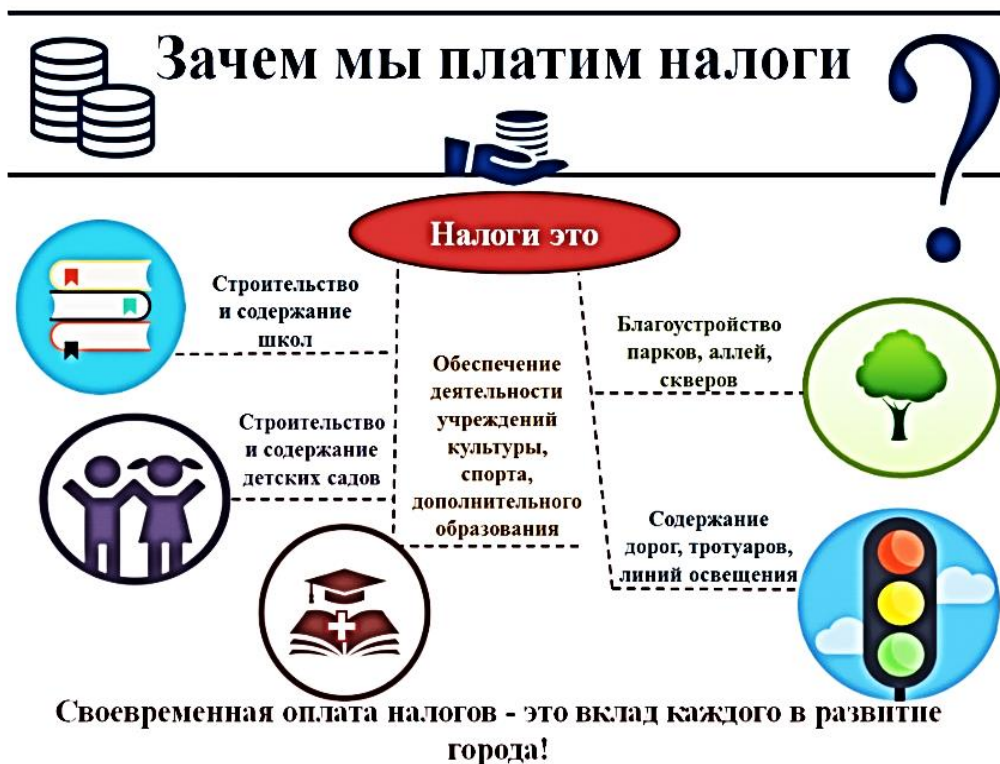 Зачем мы платим налоги
?
Налоги это
Строительство
и содержание
школ
Строительство
и содержание
детских садов
Обеспечение
деятельности
учреждений
культуры,
спорта,
дополнительного
образования
Благоустройство
парков, аллей,
скверов
Содержание
дорог, тротуаров,
линий освещения
Своевременная оплата налогов - это вклад каждого в развитие
города!